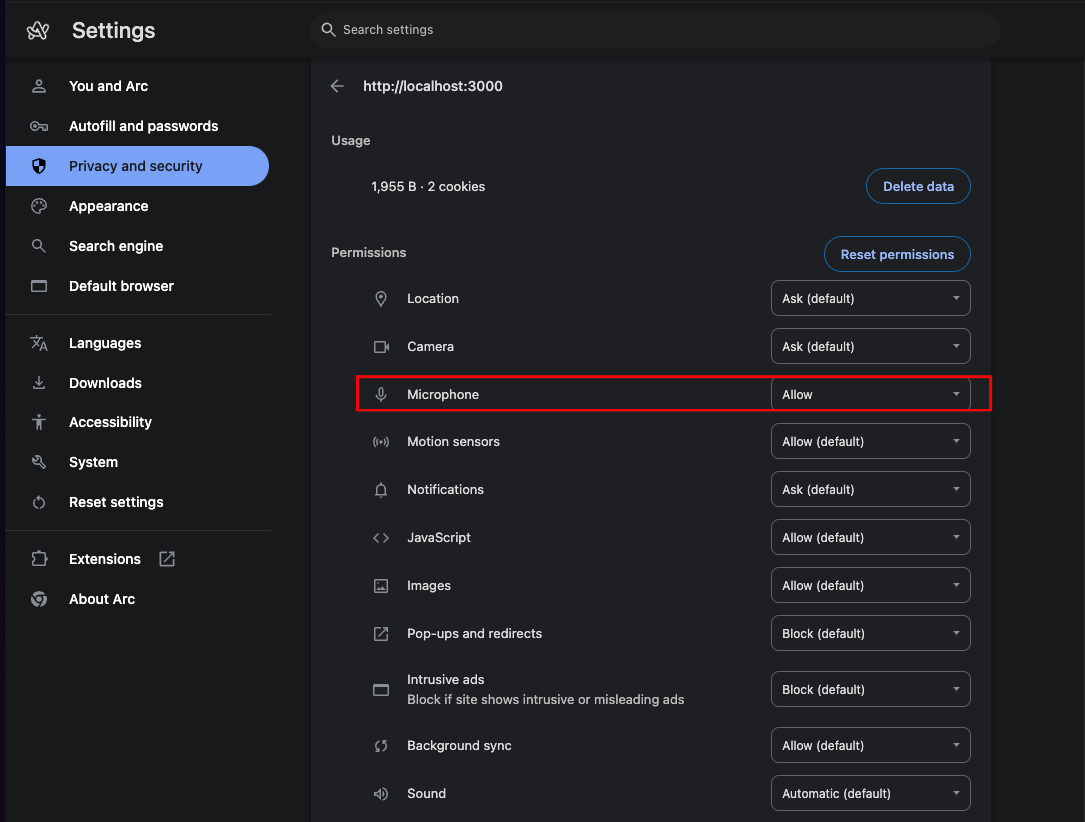 Settings
Search settings
You and Arc
Autofill and passwords
Privacy and security
Appearance
Search engine
Default browser
Languages
Downloads
Accessibility
System
Reset settings
Extensions
About Arc
http://localhost:3000
Usage
1,955 B · 2 cookies
Delete data
Permissions
Reset permissions
Location
Ask (default)
Camera
Ask (default)
Microphone
Allow
Motion sensors
Allow (default)
Notifications
Ask (default)
JavaScript
Allow (default)
Images
Allow (default)
Pop-ups and redirects
Block (default)
Intrusive ads
Block if site shows intrusive or misleading ads
Block (default)
Background sync
Allow (default)
Sound
Automatic (default)